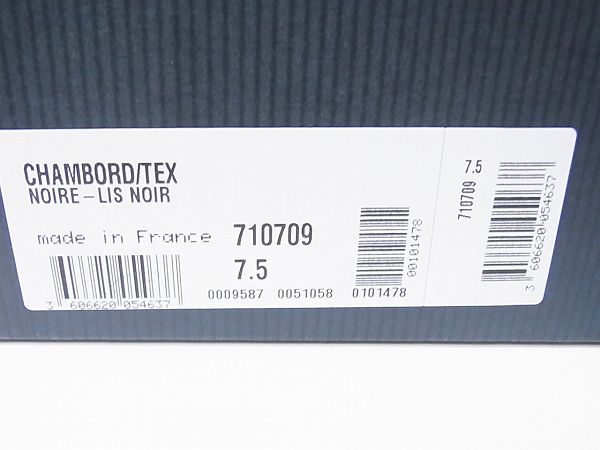 CHAMBORD/TEX
NOIRE – LIS NOIR
made in France 710709
7.5
3 606620 054637
0009587 0051058 0101478
00101478
7.5
710709
3 606620 054637